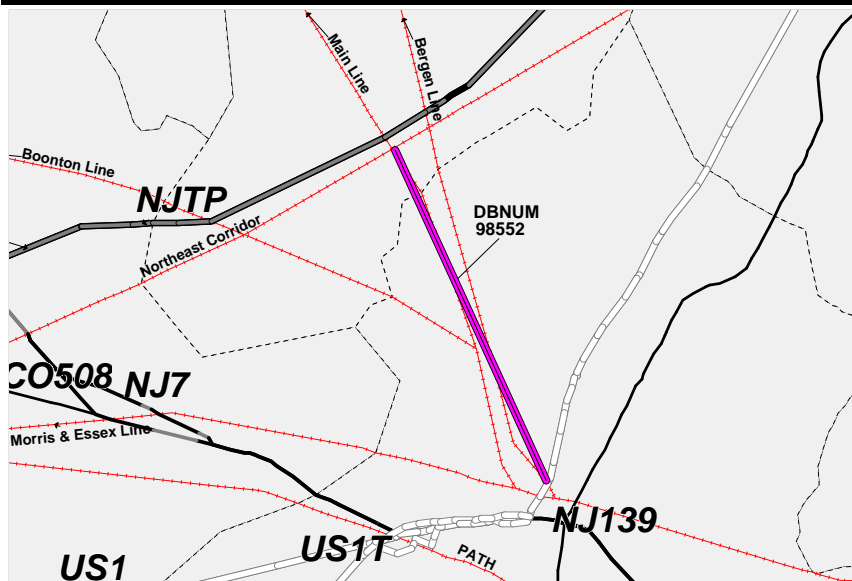 Main Line
Bergen Line
Boonton Line
NJTP
Northeast Corridor
DBNUM
98552
CO508
NJ7
Morris & Essex Line
NJ139
US1T
PATH
US1